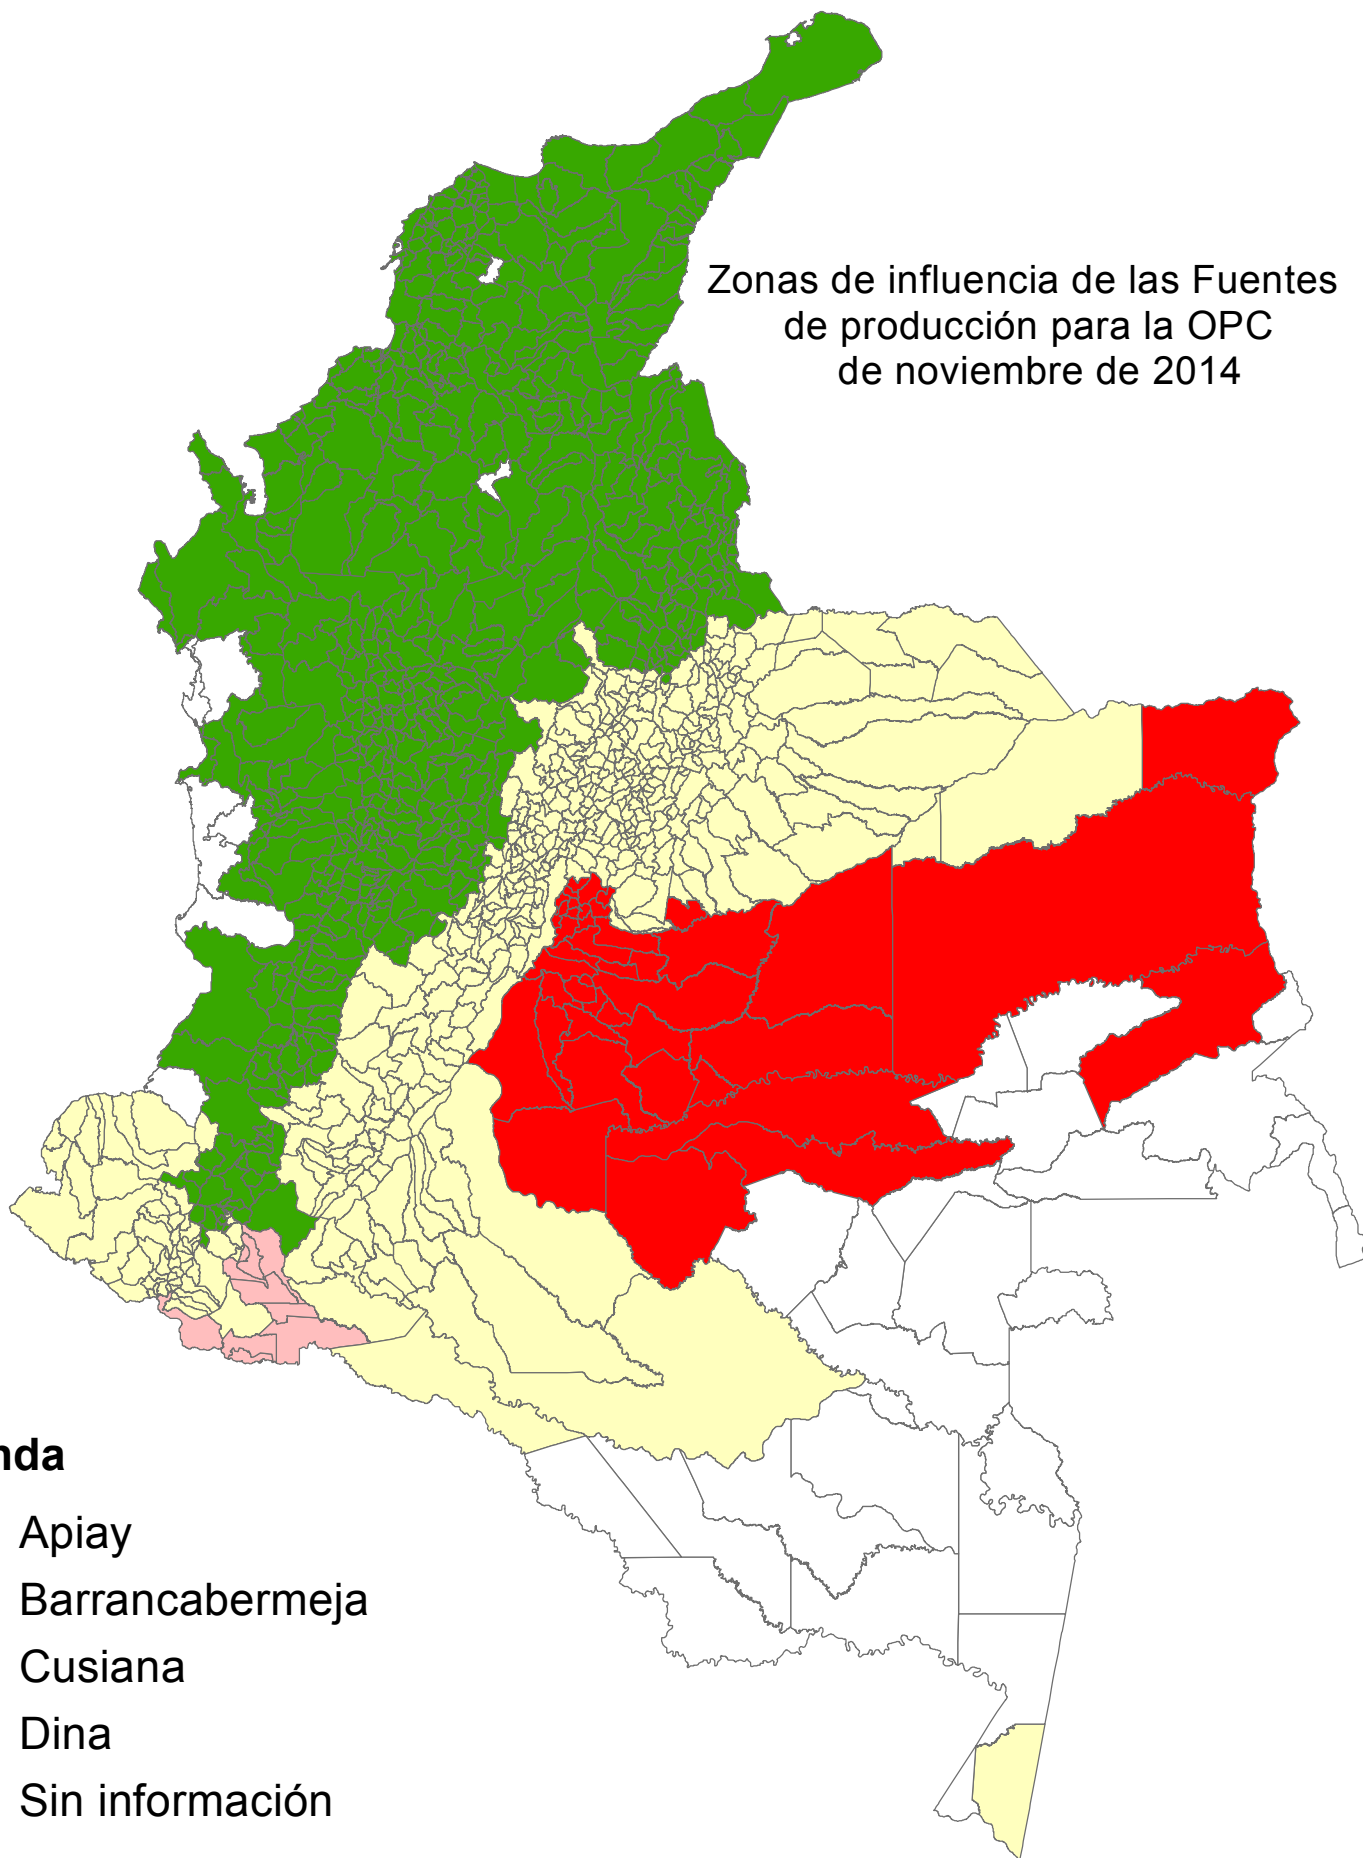 Zonas de influencia de las Fuentes
de producción para la OPC
de noviembre de 2014
nda
Apiay
Barrancabermeja
Cusiana
Dina
Sin información